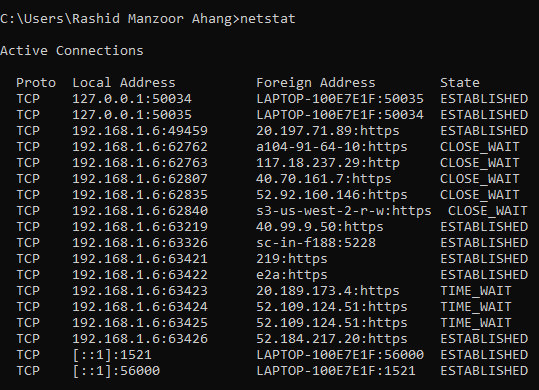 C:\Users\Rashid Manzoor Ahang>netstat
Active Connections
Proto  Local Address          Foreign Address        State
TCP    127.0.0.1:50034        LAPTOP-100E7E1F:50035  ESTABLISHED
TCP    127.0.0.1:50035        LAPTOP-100E7E1F:50034  ESTABLISHED
TCP    192.168.1.6:49459      20.197.71.89:https     ESTABLISHED
TCP    192.168.1.6:62762      a104-91-64-10:https    CLOSE_WAIT
TCP    192.168.1.6:62763      117.18.237.29:http     CLOSE_WAIT
TCP    192.168.1.6:62807      40.70.161.7:https      CLOSE_WAIT
TCP    192.168.1.6:62835      52.92.160.146:https    CLOSE_WAIT
TCP    192.168.1.6:62840      s3-us-west-2-r-w:https  CLOSE_WAIT
TCP    192.168.1.6:63219      40.99.9.50:https       ESTABLISHED
TCP    192.168.1.6:63326      sc-in-f188:5228        ESTABLISHED
TCP    192.168.1.6:63421      219:https              ESTABLISHED
TCP    192.168.1.6:63422      e2a:https              ESTABLISHED
TCP    192.168.1.6:63423      20.189.173.4:https     TIME_WAIT
TCP    192.168.1.6:63424      52.109.124.51:https    TIME_WAIT
TCP    192.168.1.6:63425      52.109.124.51:https    TIME_WAIT
TCP    192.168.1.6:63426      52.184.217.20:https    ESTABLISHED
TCP    [::1]:1521             LAPTOP-100E7E1F:56000  ESTABLISHED
TCP    [::1]:56000            LAPTOP-100E7E1F:1521   ESTABLISHED